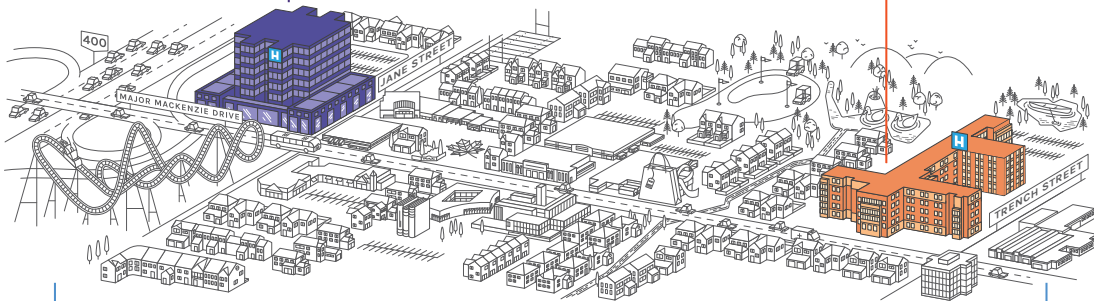 400
H
JANE STREET
MAJOR MACKENZIE DRIVE
H
TRENCH STREET